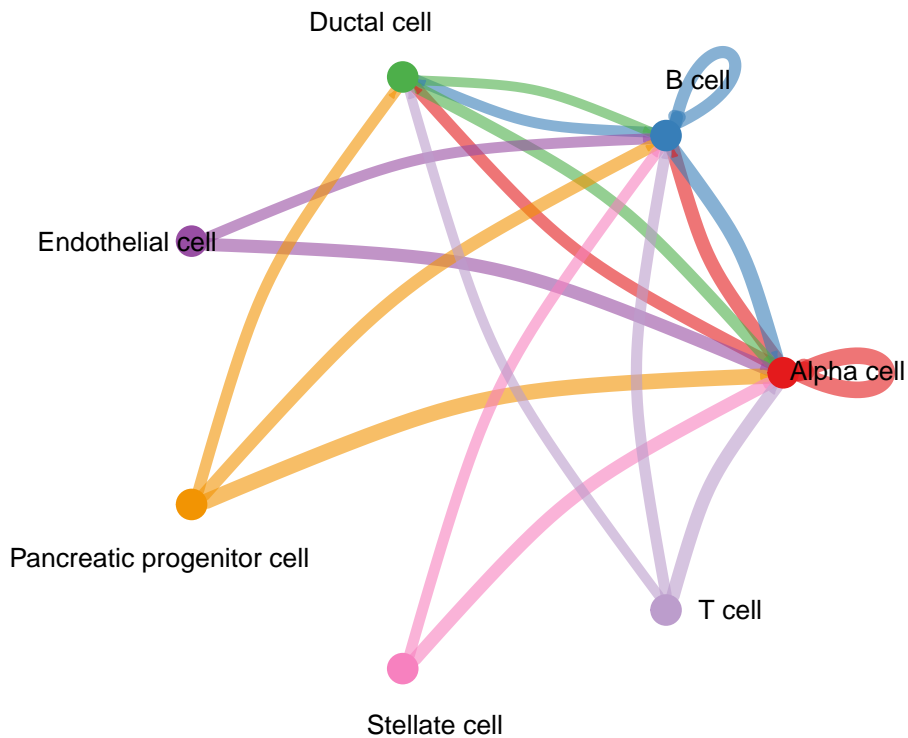 Ductal cell
B cell
Endothelial cell
Alpha cell
Pancreatic progenitor cell
T cell
Stellate cell